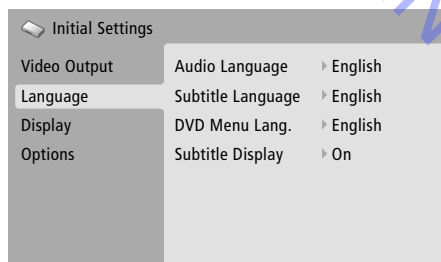 Initial Settings
Video Output
Language
Display
Options
Audio Language English
Subtitle Language English
DVD Menu Lang. English
Subtitle Display On